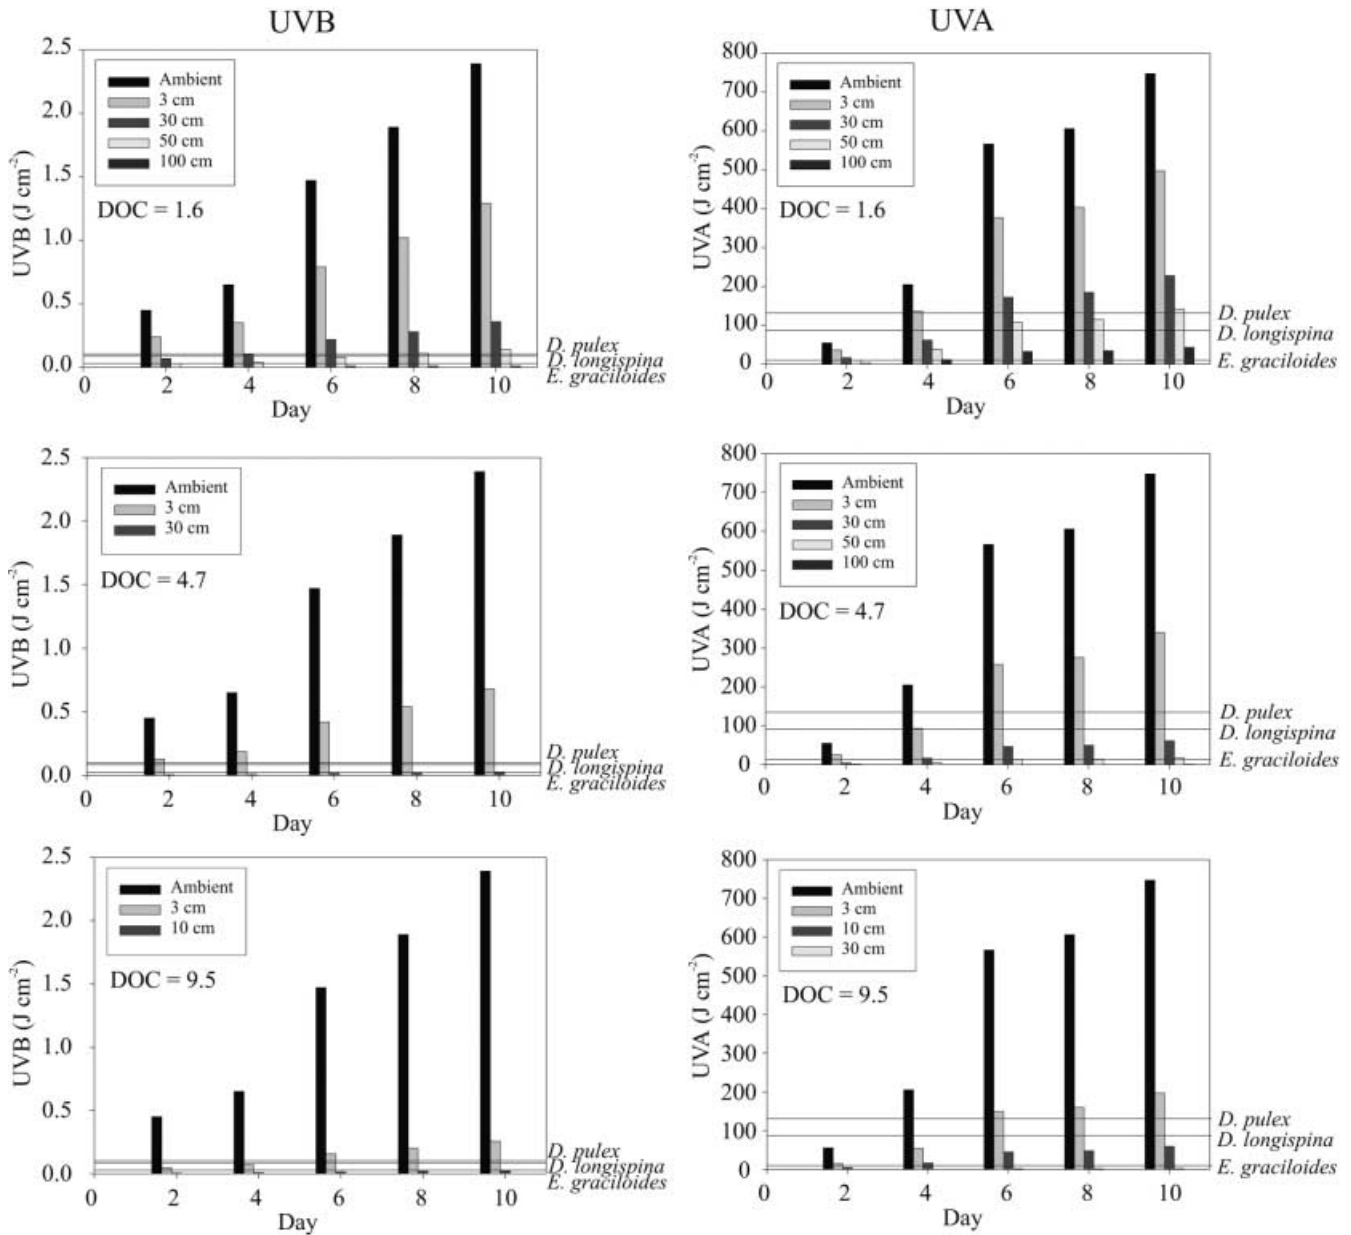 UVB
UVA
2.5
2.0
1.5
1.0
0.5
0.0
UVB (J cm-2)
Ambient
3 cm
30 cm
50 cm
100 cm
DOC = 1.6
D. pulex
D. longispina
E. graciloides
0 2 4 6 8 10
Day
800
700
600
500
400
300
200
100
0
UVA (J cm-2)
Ambient
3 cm
30 cm
50 cm
100 cm
DOC = 1.6
D. pulex
D. longispina
E. graciloides
0 2 4 6 8 10
Day
2.5
2.0
1.5
1.0
0.5
0.0
UVB (J cm-2)
Ambient
3 cm
30 cm
DOC = 4.7
D. pulex
D. longispina
E. graciloides
0 2 4 6 8 10
Day
800
700
600
500
400
300
200
100
0
UVA (J cm-2)
Ambient
3 cm
30 cm
50 cm
100 cm
DOC = 4.7
D. pulex
D. longispina
E. graciloides
0 2 4 6 8 10
Day
2.5
2.0
1.5
1.0
0.5
0.0
UVB (J cm-2)
Ambient
3 cm
10 cm
DOC = 9.5
D. pulex
D. longispina
E. graciloides
0 2 4 6 8 10
Day
800
700
600
500
400
300
200
100
0
UVA (J cm-2)
Ambient
3 cm
10 cm
30 cm
DOC = 9.5
D. pulex
D. longispina
E. graciloides
0 2 4 6 8 10
Day